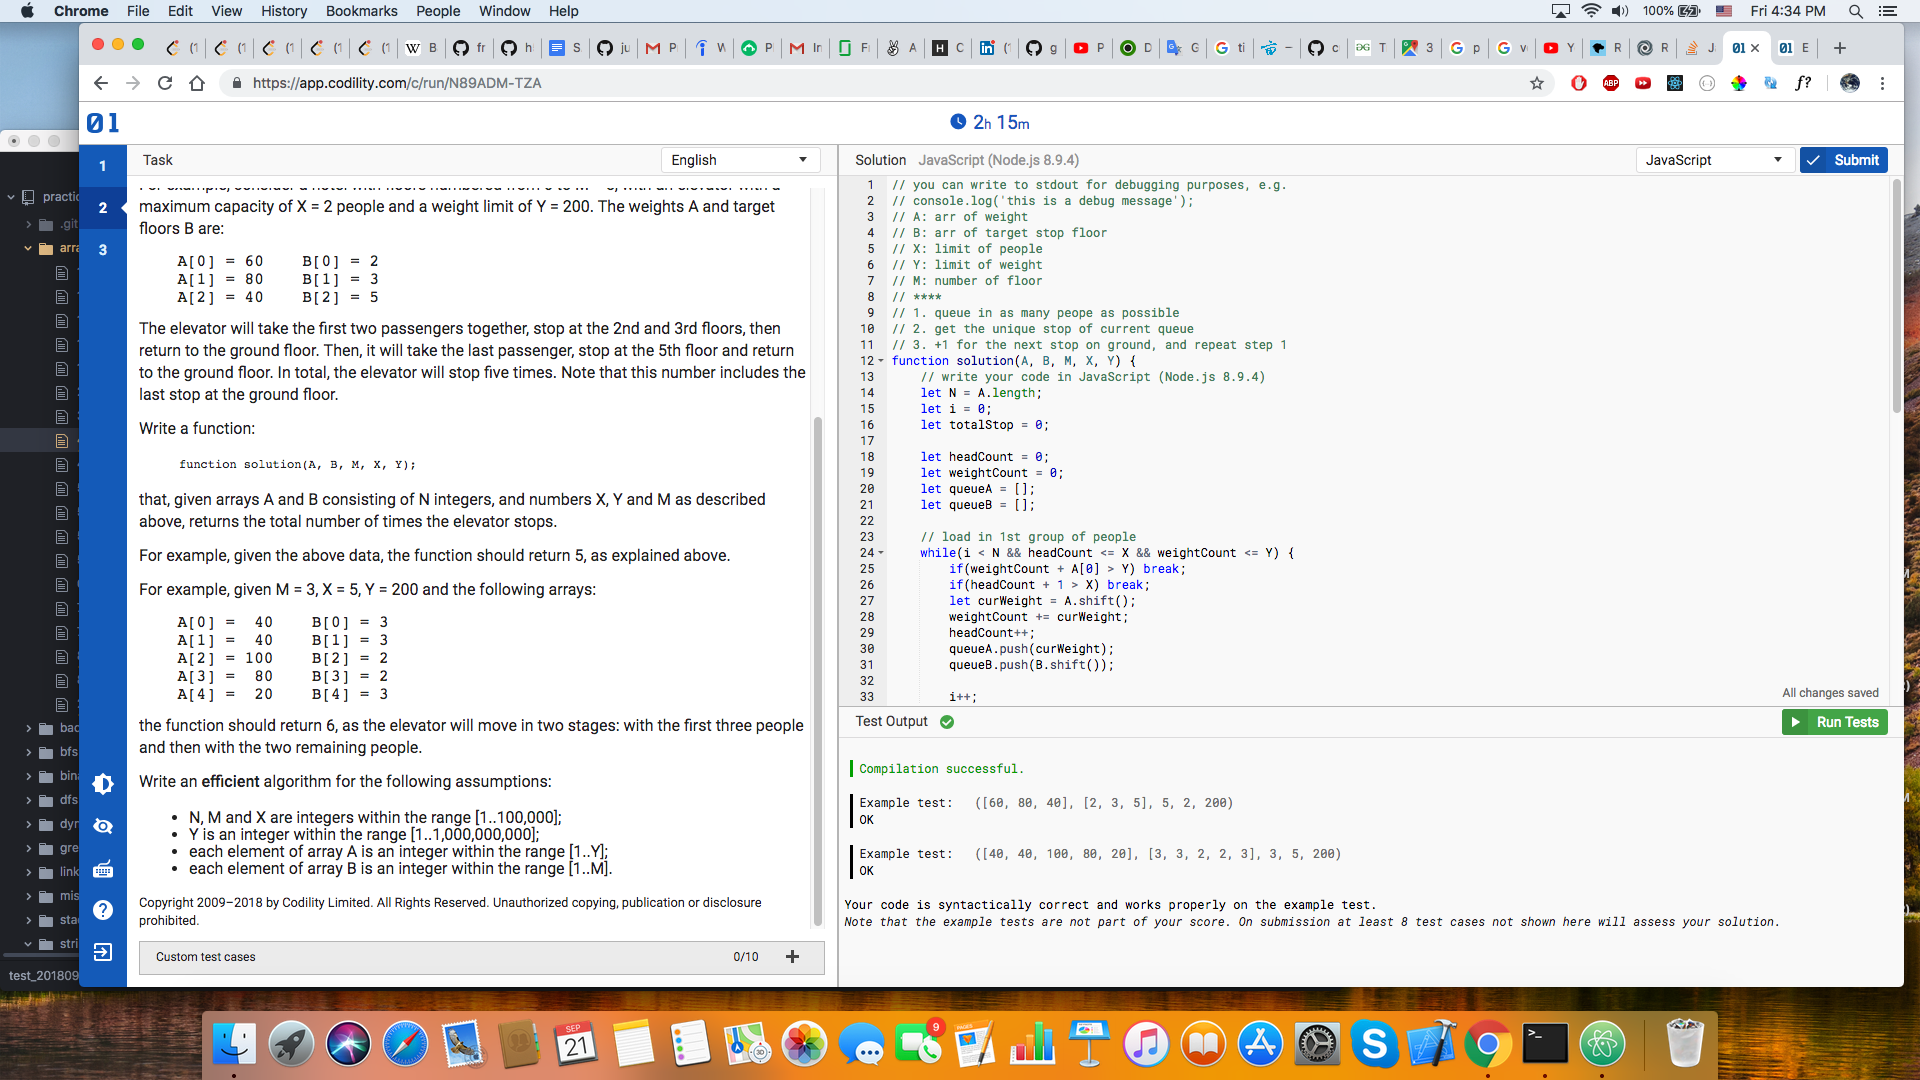 Chrome File Edit View History Bookmarks People Window Help
100% Fri 4:34 PM
https://app.codility.com/c/run/N89ADM-TZA
01
2h 15m
1
2
3
Task
English
maximum capacity of X = 2 people and a weight limit of Y = 200. The weights A and target
floors B are:
A[0] = 60 B[0] = 2
A[1] = 80 B[1] = 3
A[2] = 40 B[2] = 5
The elevator will take the first two passengers together, stop at the 2nd and 3rd floors, then
return to the ground floor. Then, it will take the last passenger, stop at the 5th floor and return
to the ground floor. In total, the elevator will stop five times. Note that this number includes the
last stop at the ground floor.
Write a function:
function solution(A, B, M, X, Y);
that, given arrays A and B consisting of N integers, and numbers X, Y and M as described
above, returns the total number of times the elevator stops.
For example, given the above data, the function should return 5, as explained above.
For example, given M = 3, X = 5, Y = 200 and the following arrays:
A[0] = 40 B[0] = 3
A[1] = 40 B[1] = 3
A[2] = 100 B[2] = 2
A[3] = 80 B[3] = 2
A[4] = 20 B[4] = 3
the function should return 6, as the elevator will move in two stages: with the first three people
and then with the two remaining people.
Write an efficient algorithm for the following assumptions:
• N, M and X are integers within the range [1..100,000];
• Y is an integer within the range [1..1,000,000,000];
• each element of array A is an integer within the range [1..Y];
• each element of array B is an integer within the range [1..M].
Copyright 2009–2018 by Codility Limited. All Rights Reserved. Unauthorized copying, publication or disclosure
prohibited.
Custom test cases 0/10 +
Solution JavaScript (Node.js 8.9.4)
JavaScript
Submit
1 // you can write to stdout for debugging purposes, e.g.
2 // console.log('this is a debug message');
3 // A: arr of weight
4 // B: arr of target stop floor
5 // X: limit of people
6 // Y: limit of weight
7 // M: number of floor
8 // ****
9 // 1. queue in as many peope as possible
10 // 2. get the unique stop of current queue
11 // 3. +1 for the next stop on ground, and repeat step 1
12 function solution(A, B, M, X, Y) {
13 // write your code in JavaScript (Node.js 8.9.4)
14 let N = A.length;
15 let i = 0;
16 let totalStop = 0;
17
18 let headCount = 0;
19 let weightCount = 0;
20 let queueA = [];
21 let queueB = [];
22
23 // load in 1st group of people
24 while(i < N && headCount <= X && weightCount <= Y) {
25 if(weightCount + A[0] > Y) break;
26 if(headCount + 1 > X) break;
27 let curWeight = A.shift();
28 weightCount += curWeight;
29 headCount++;
30 queueA.push(curWeight);
31 queueB.push(B.shift());
32
33 i++;
All changes saved
Test Output
Run Tests
Compilation successful.
Example test: ([60, 80, 40], [2, 3, 5], 5, 2, 200)
OK
Example test: ([40, 40, 100, 80, 20], [3, 3, 2, 2, 3], 3, 5, 200)
OK
Your code is syntactically correct and works properly on the example test.
Note that the example tests are not part of your score. On submission at least 8 test cases not shown here will assess your solution.
practic
.git
arra
bac
bfs
bina
dfs
dyr
gre
link
mis
sta
stri
test_201809
SEP
21
9